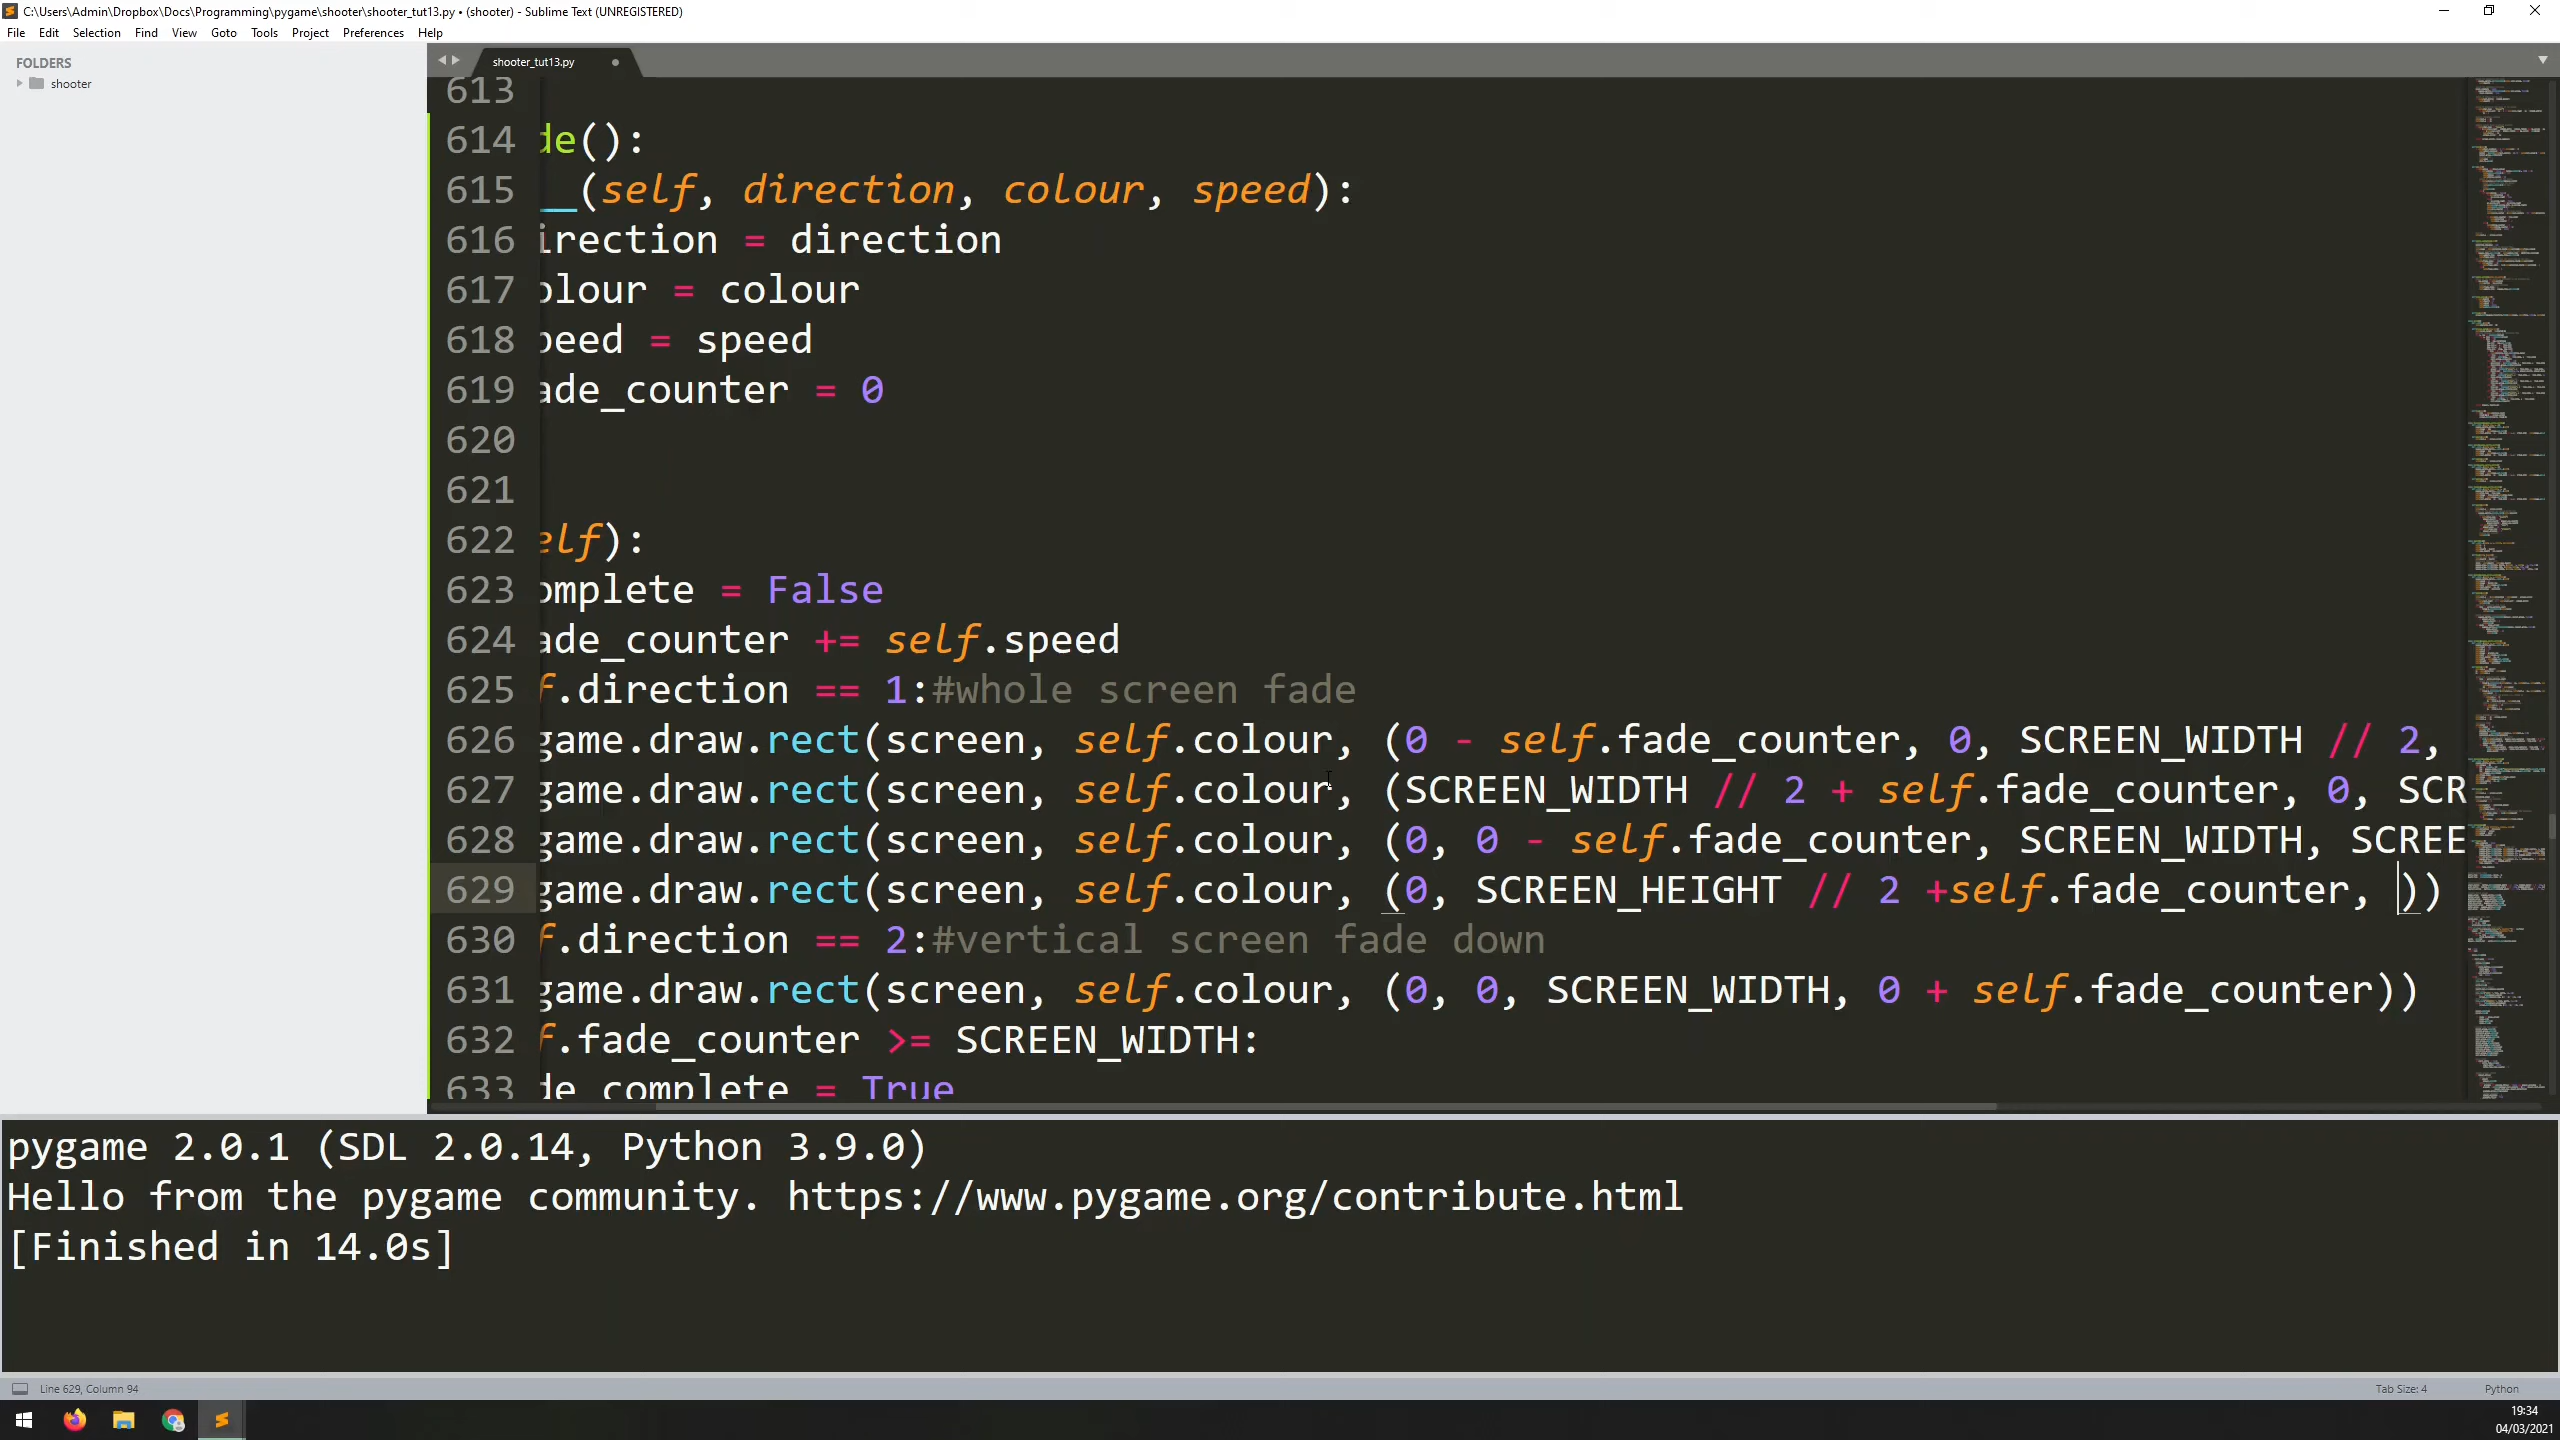 C:\Users\Admin\Dropbox\Docs\Programming\pygame\shooter\shooter_tut13.py • (shooter) - Sublime Text (UNREGISTERED)
File Edit Selection Find View Goto Tools Project Preferences Help
FOLDERS
shooter
shooter_tut13.py
613
614 de():
615 __(self, direction, colour, speed):
616 irection = direction
617 olour = colour
618 peed = speed
619 ade_counter = 0
620
621
622 elf):
623 omplete = False
624 ade_counter += self.speed
625 f.direction == 1:#whole screen fade
626 game.draw.rect(screen, self.colour, (0 - self.fade_counter, 0, SCREEN_WIDTH // 2,
627 game.draw.rect(screen, self.colour, (SCREEN_WIDTH // 2 + self.fade_counter, 0, SCR
628 game.draw.rect(screen, self.colour, (0, 0 - self.fade_counter, SCREEN_WIDTH, SCREE
629 game.draw.rect(screen, self.colour, (0, SCREEN_HEIGHT // 2 +self.fade_counter, ))
630 f.direction == 2:#vertical screen fade down
631 game.draw.rect(screen, self.colour, (0, 0, SCREEN_WIDTH, 0 + self.fade_counter))
632 f.fade_counter >= SCREEN_WIDTH:
633 de_complete = True
pygame 2.0.1 (SDL 2.0.14, Python 3.9.0)
Hello from the pygame community. https://www.pygame.org/contribute.html
[Finished in 14.0s]
Line 629, Column 94
Tab Size: 4
Python
19:34
04/03/2021